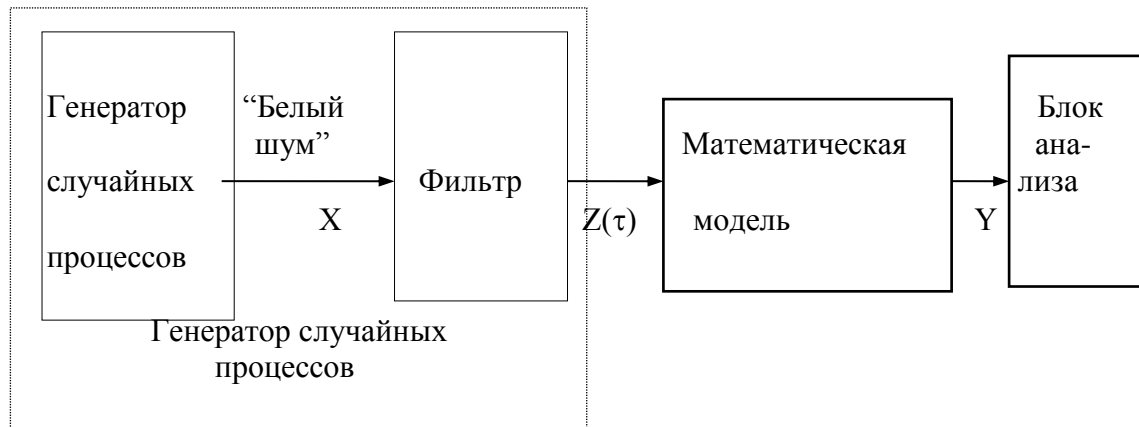 Генератор
случайных
процессов
“Белый
шум”
X
Фильтр
Z(τ)
Математическая
модель
Y
Блок
ана-
лиза
Генератор случайных
процессов